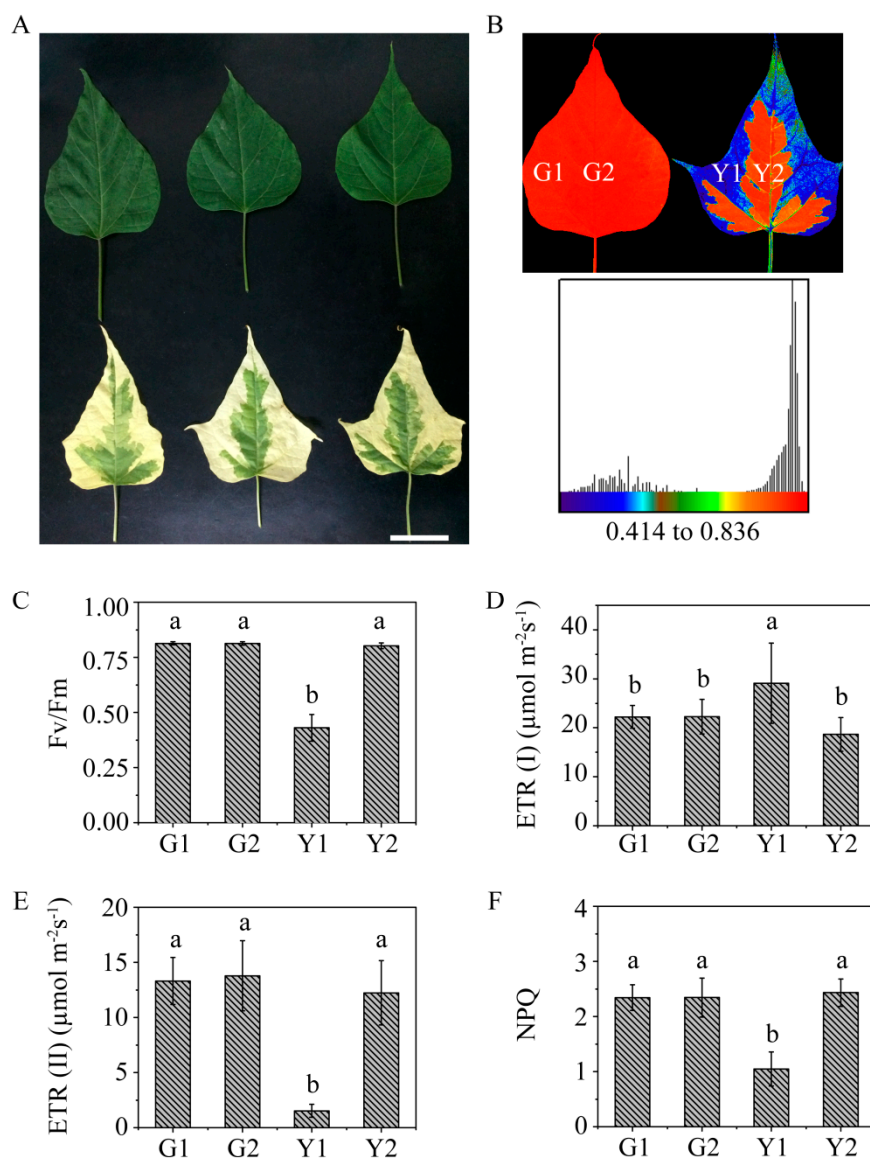 A
B
G1 G2 Y1 Y2
0.414 to 0.836
C
Fv/Fm
1.00
0.75
0.50
0.25
0.00
a a b a
G1 G2 Y1 Y2
D
ETR (I) (μmol m⁻²s⁻¹)
40
30
20
10
0
b b a b
G1 G2 Y1 Y2
E
ETR (II) (μmol m⁻²s⁻¹)
20
15
10
5
0
a a b a
G1 G2 Y1 Y2
F
NPQ
4
3
2
1
0
a a b a
G1 G2 Y1 Y2